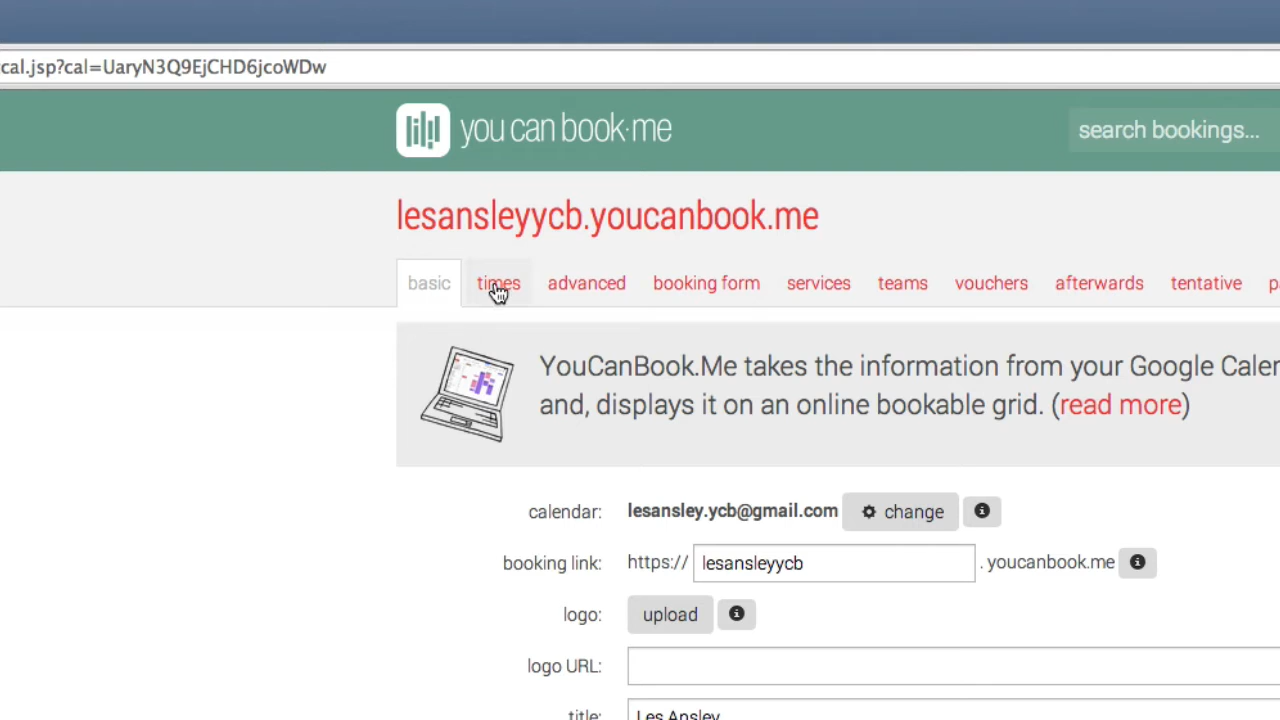 cal.jsp?cal=UaryN3Q9EjCHD6jcoWDw
you can book·me
search bookings...
lesansleyycb.youcanbook.me
basic times advanced booking form services teams vouchers afterwards tentative p
YouCanBook.Me takes the information from your Google Calen
and, displays it on an online bookable grid. (read more)
calendar: lesansley.ycb@gmail.com change
booking link: https:// lesansleyycb . youcanbook.me
logo: upload
logo URL:
title: Les Ansley